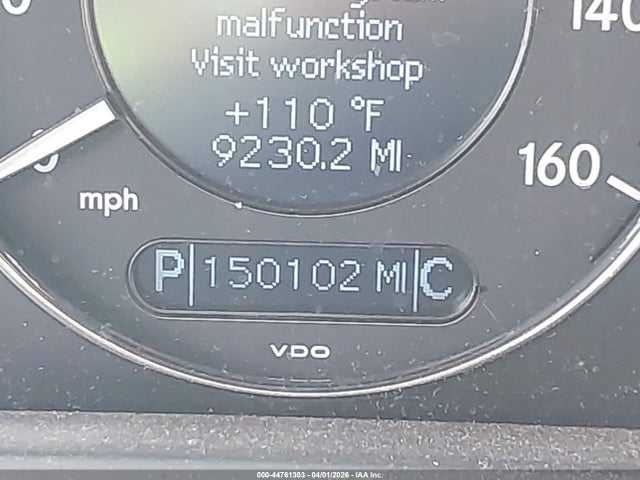 malfunction
Visit workshop
+110 °F
9230.2 MI
0
140
160
mph
P 150102 MI C
VDO
000-44761303 - 04/01/2026 - IAA Inc.